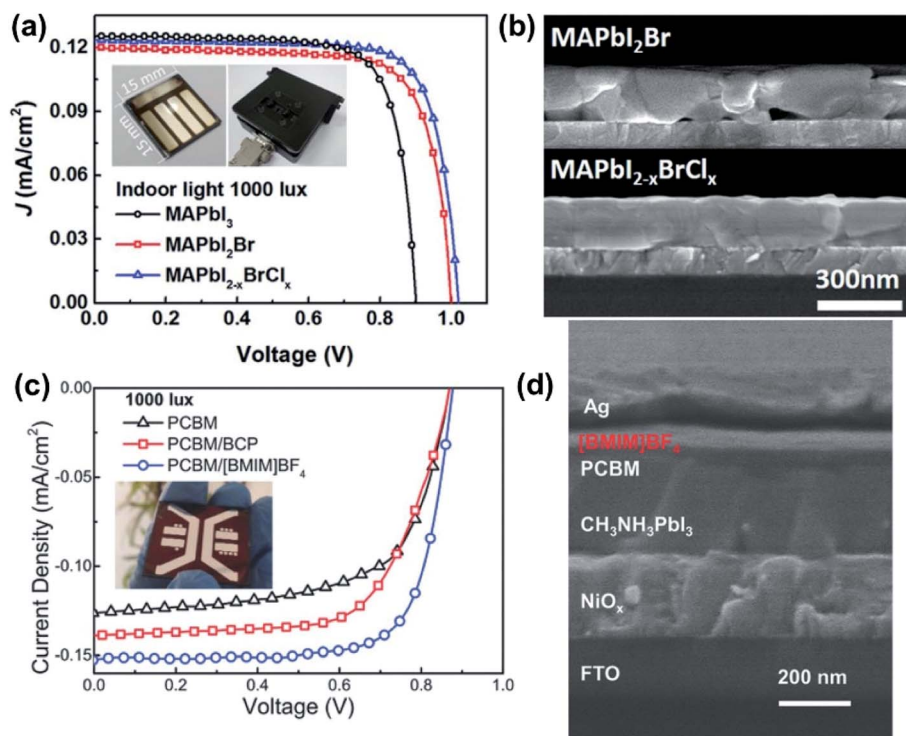 (a)
0.12
0.09
0.06
0.03
0.00
J (mA/cm²)
15 mm
15 mm
Indoor light 1000 lux
MAPbI₃
MAPbI₂Br
MAPbI₂₋ₓBrClₓ
0.0 0.2 0.4 0.6 0.8 1.0
Voltage (V)
(b)
MAPbI₂Br
MAPbI₂₋ₓBrClₓ
300nm
(c)
0.00
-0.05
-0.10
-0.15
Current Density (mA/cm²)
1000 lux
PCBM
PCBM/BCP
PCBM/[BMIM]BF₄
0.0 0.2 0.4 0.6 0.8 1.0
Voltage (V)
(d)
Ag
[BMIM]BF₄
PCBM
CH₃NH₃PbI₃
NiOₓ
FTO
200 nm